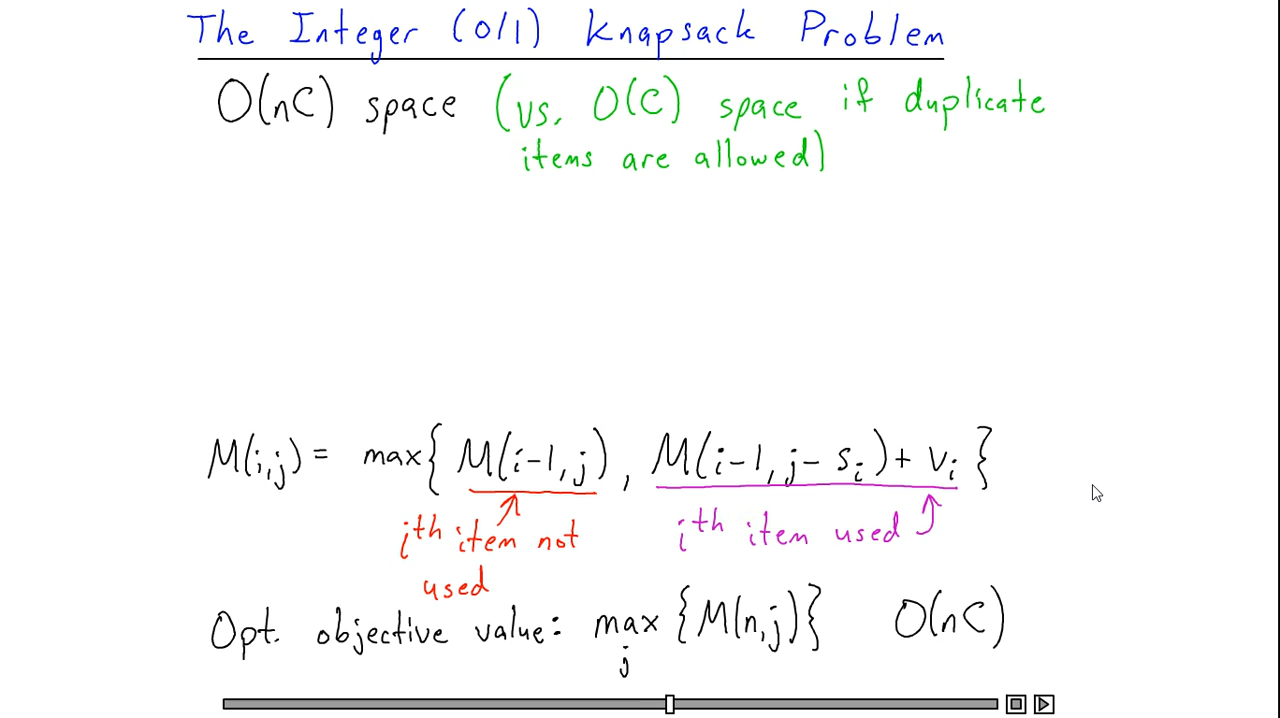 The Integer (0/1) Knapsack Problem
O(nC) space (vs. O(C) space if duplicate
items are allowed)
M(i,j) = max{ M(i-1,j), M(i-1, j- si)+ vi }
ith item not
used
ith item used
Opt. objective value: max {M(n,j)} O(nC)
j